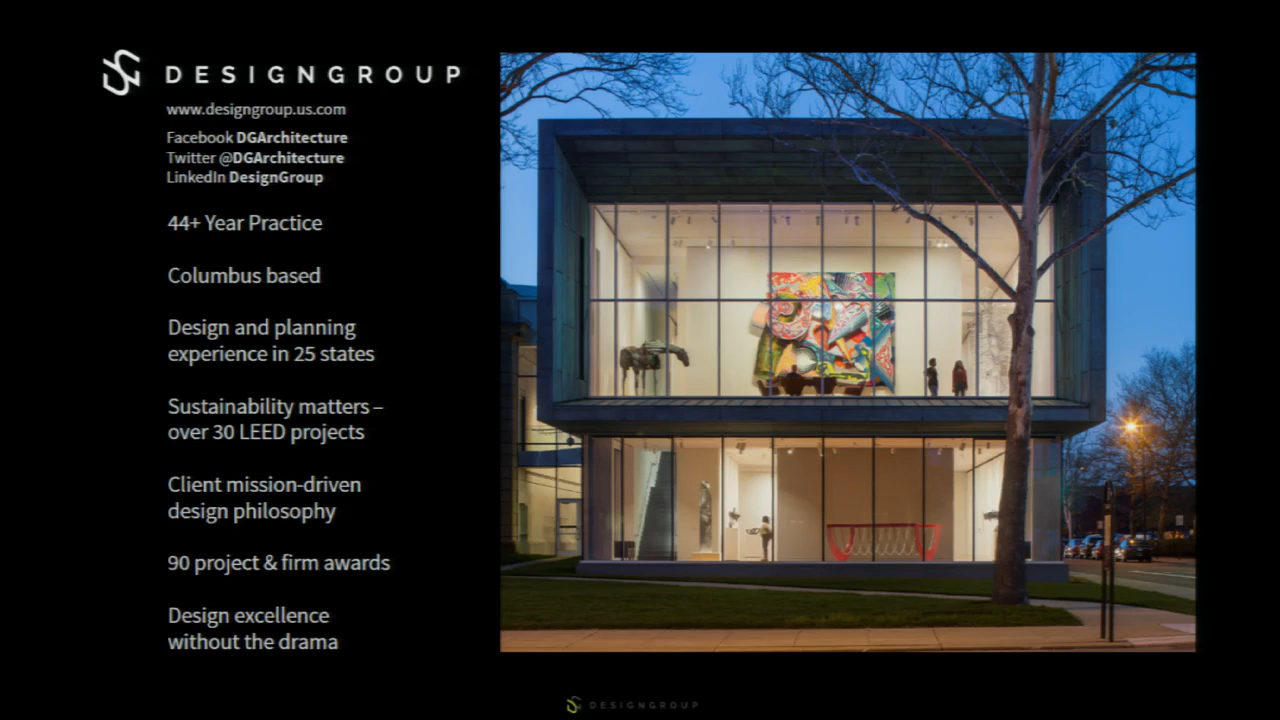 DESIGNGROUP
www.designgroup.us.com
Facebook DGArchitecture
Twitter @DGArchitecture
LinkedIn DesignGroup
44+ Year Practice
Columbus based
Design and planning
experience in 25 states
Sustainability matters –
over 30 LEED projects
Client mission-driven
design philosophy
90 project & firm awards
Design excellence
without the drama
DESIGNGROUP